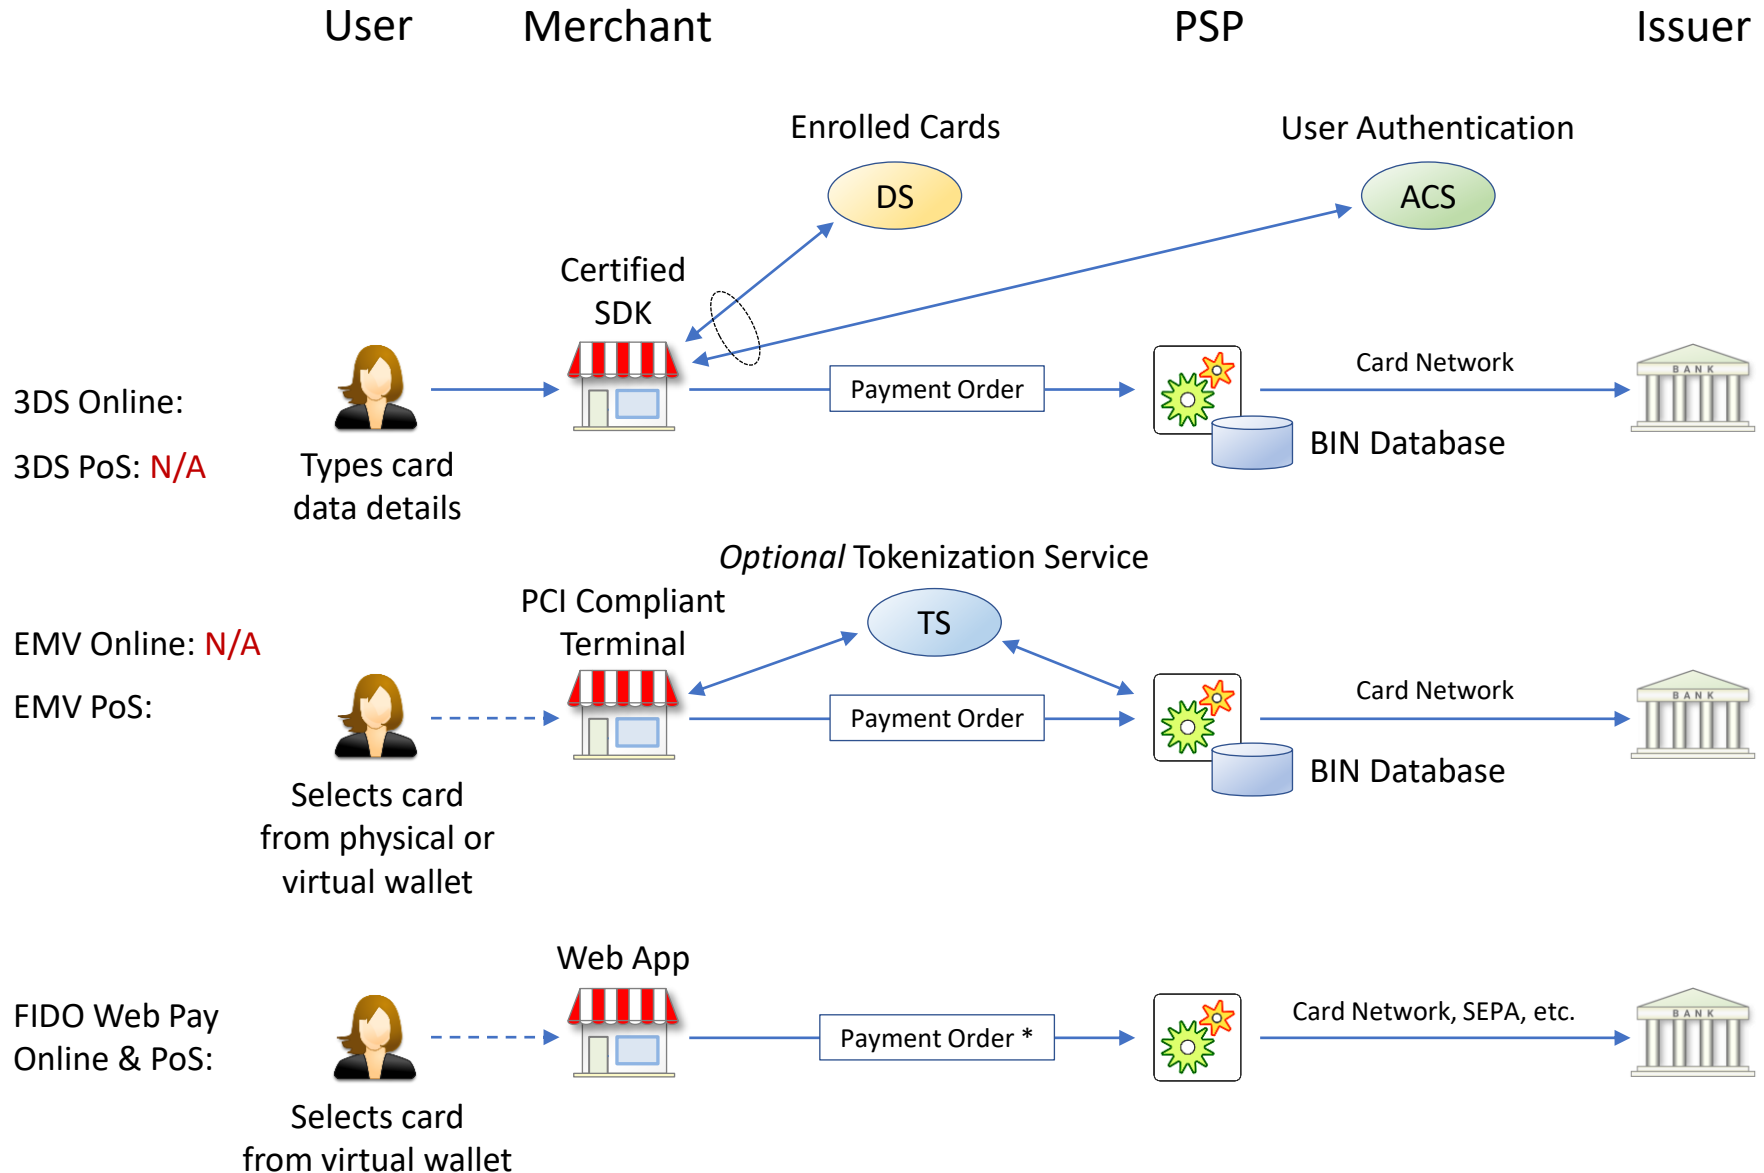 User
Merchant
PSP
Issuer
Enrolled Cards
User Authentication
DS
ACS
Certified
SDK
3DS Online:
3DS PoS: N/A
Payment Order
Card Network
BANK
BIN Database
Types card
data details
Optional Tokenization Service
PCI Compliant
Terminal
TS
EMV Online: N/A
EMV PoS:
Payment Order
Card Network
BANK
BIN Database
Selects card
from physical or
virtual wallet
Web App
FIDO Web Pay
Online & PoS:
Payment Order *
Card Network, SEPA, etc.
BANK
Selects card
from virtual wallet